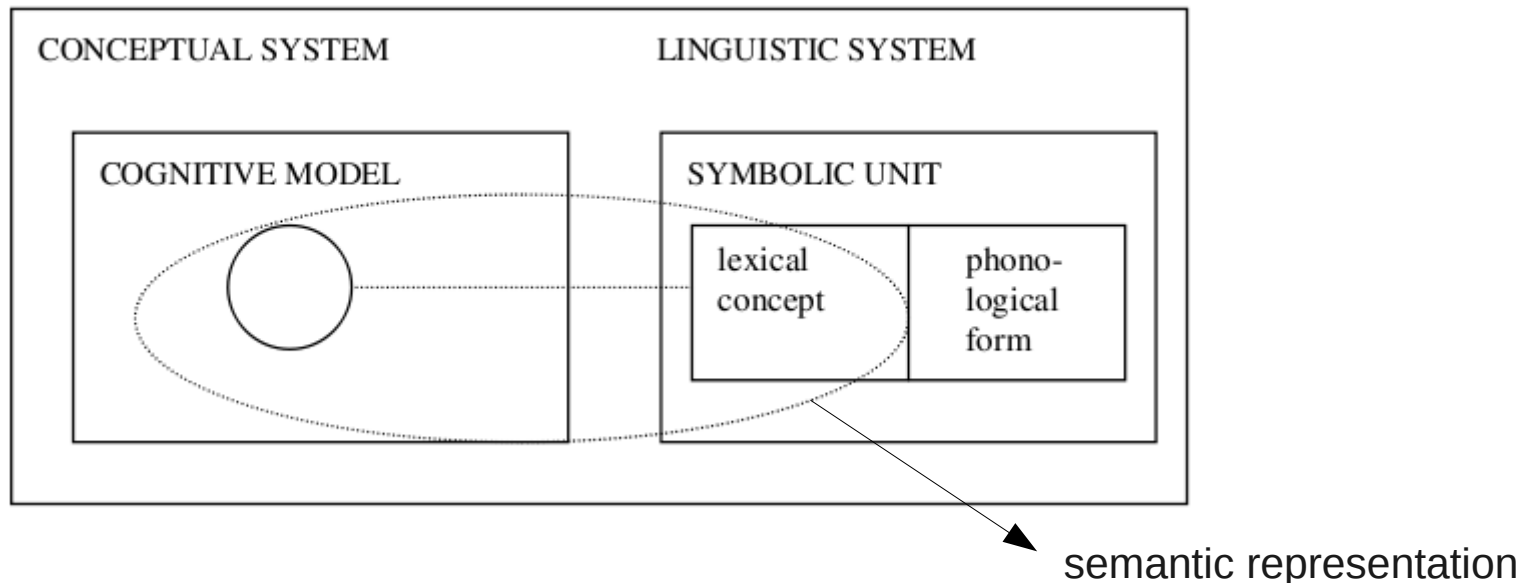 CONCEPTUAL SYSTEM
LINGUISTIC SYSTEM
COGNITIVE MODEL
SYMBOLIC UNIT
lexical
concept
phono-
logical
form
semantic representation